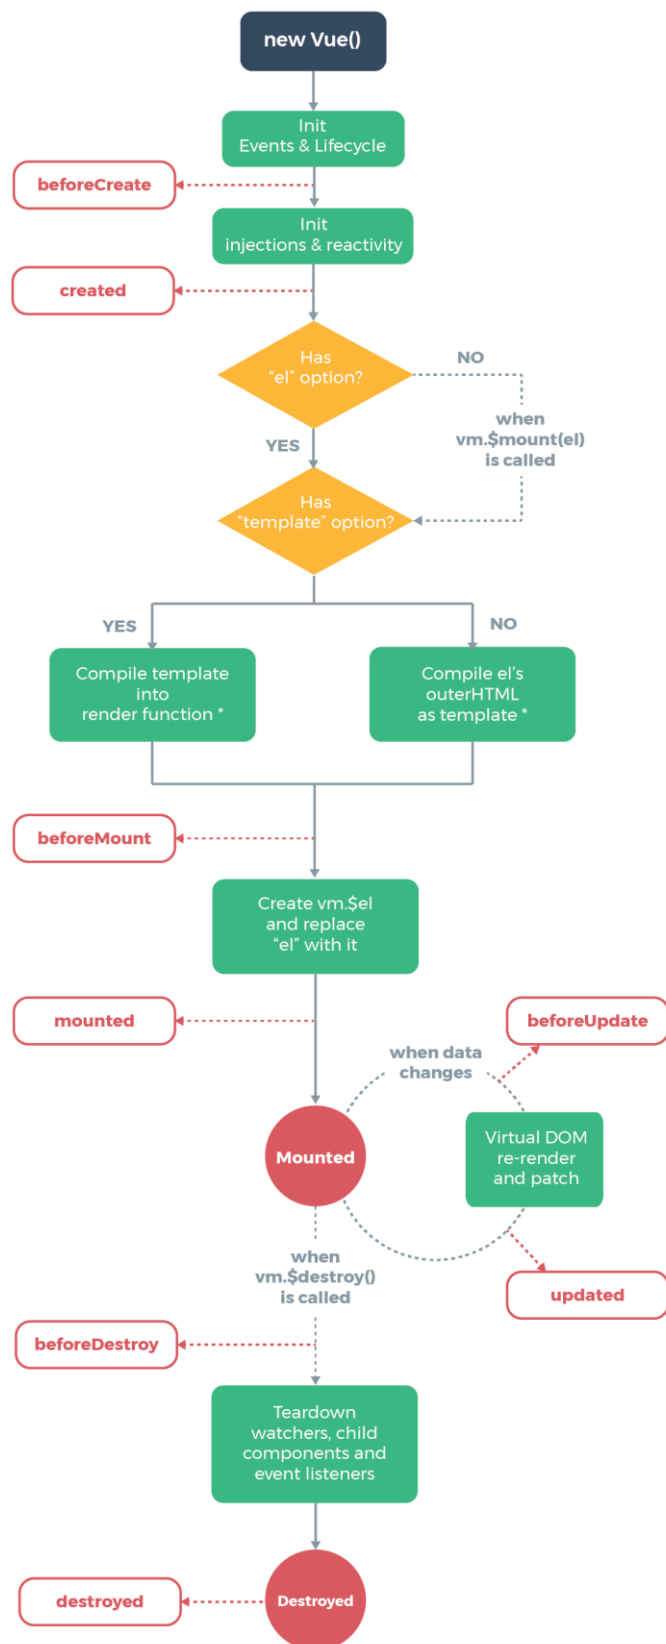 new Vue()
Init
Events & Lifecycle
beforeCreate
Init
injections & reactivity
created
Has
“el” option?
NO
when
vm.$mount(el)
is called
YES
Has
“template” option?
YES
NO
Compile template
into
render function *
Compile el’s
outerHTML
as template *
beforeMount
Create vm.$el
and replace
“el” with it
mounted
beforeUpdate
when data
changes
Mounted
Virtual DOM
re-render
and patch
when
vm.$destroy()
is called
updated
beforeDestroy
Teardown
watchers, child
components and
event listeners
destroyed
Destroyed